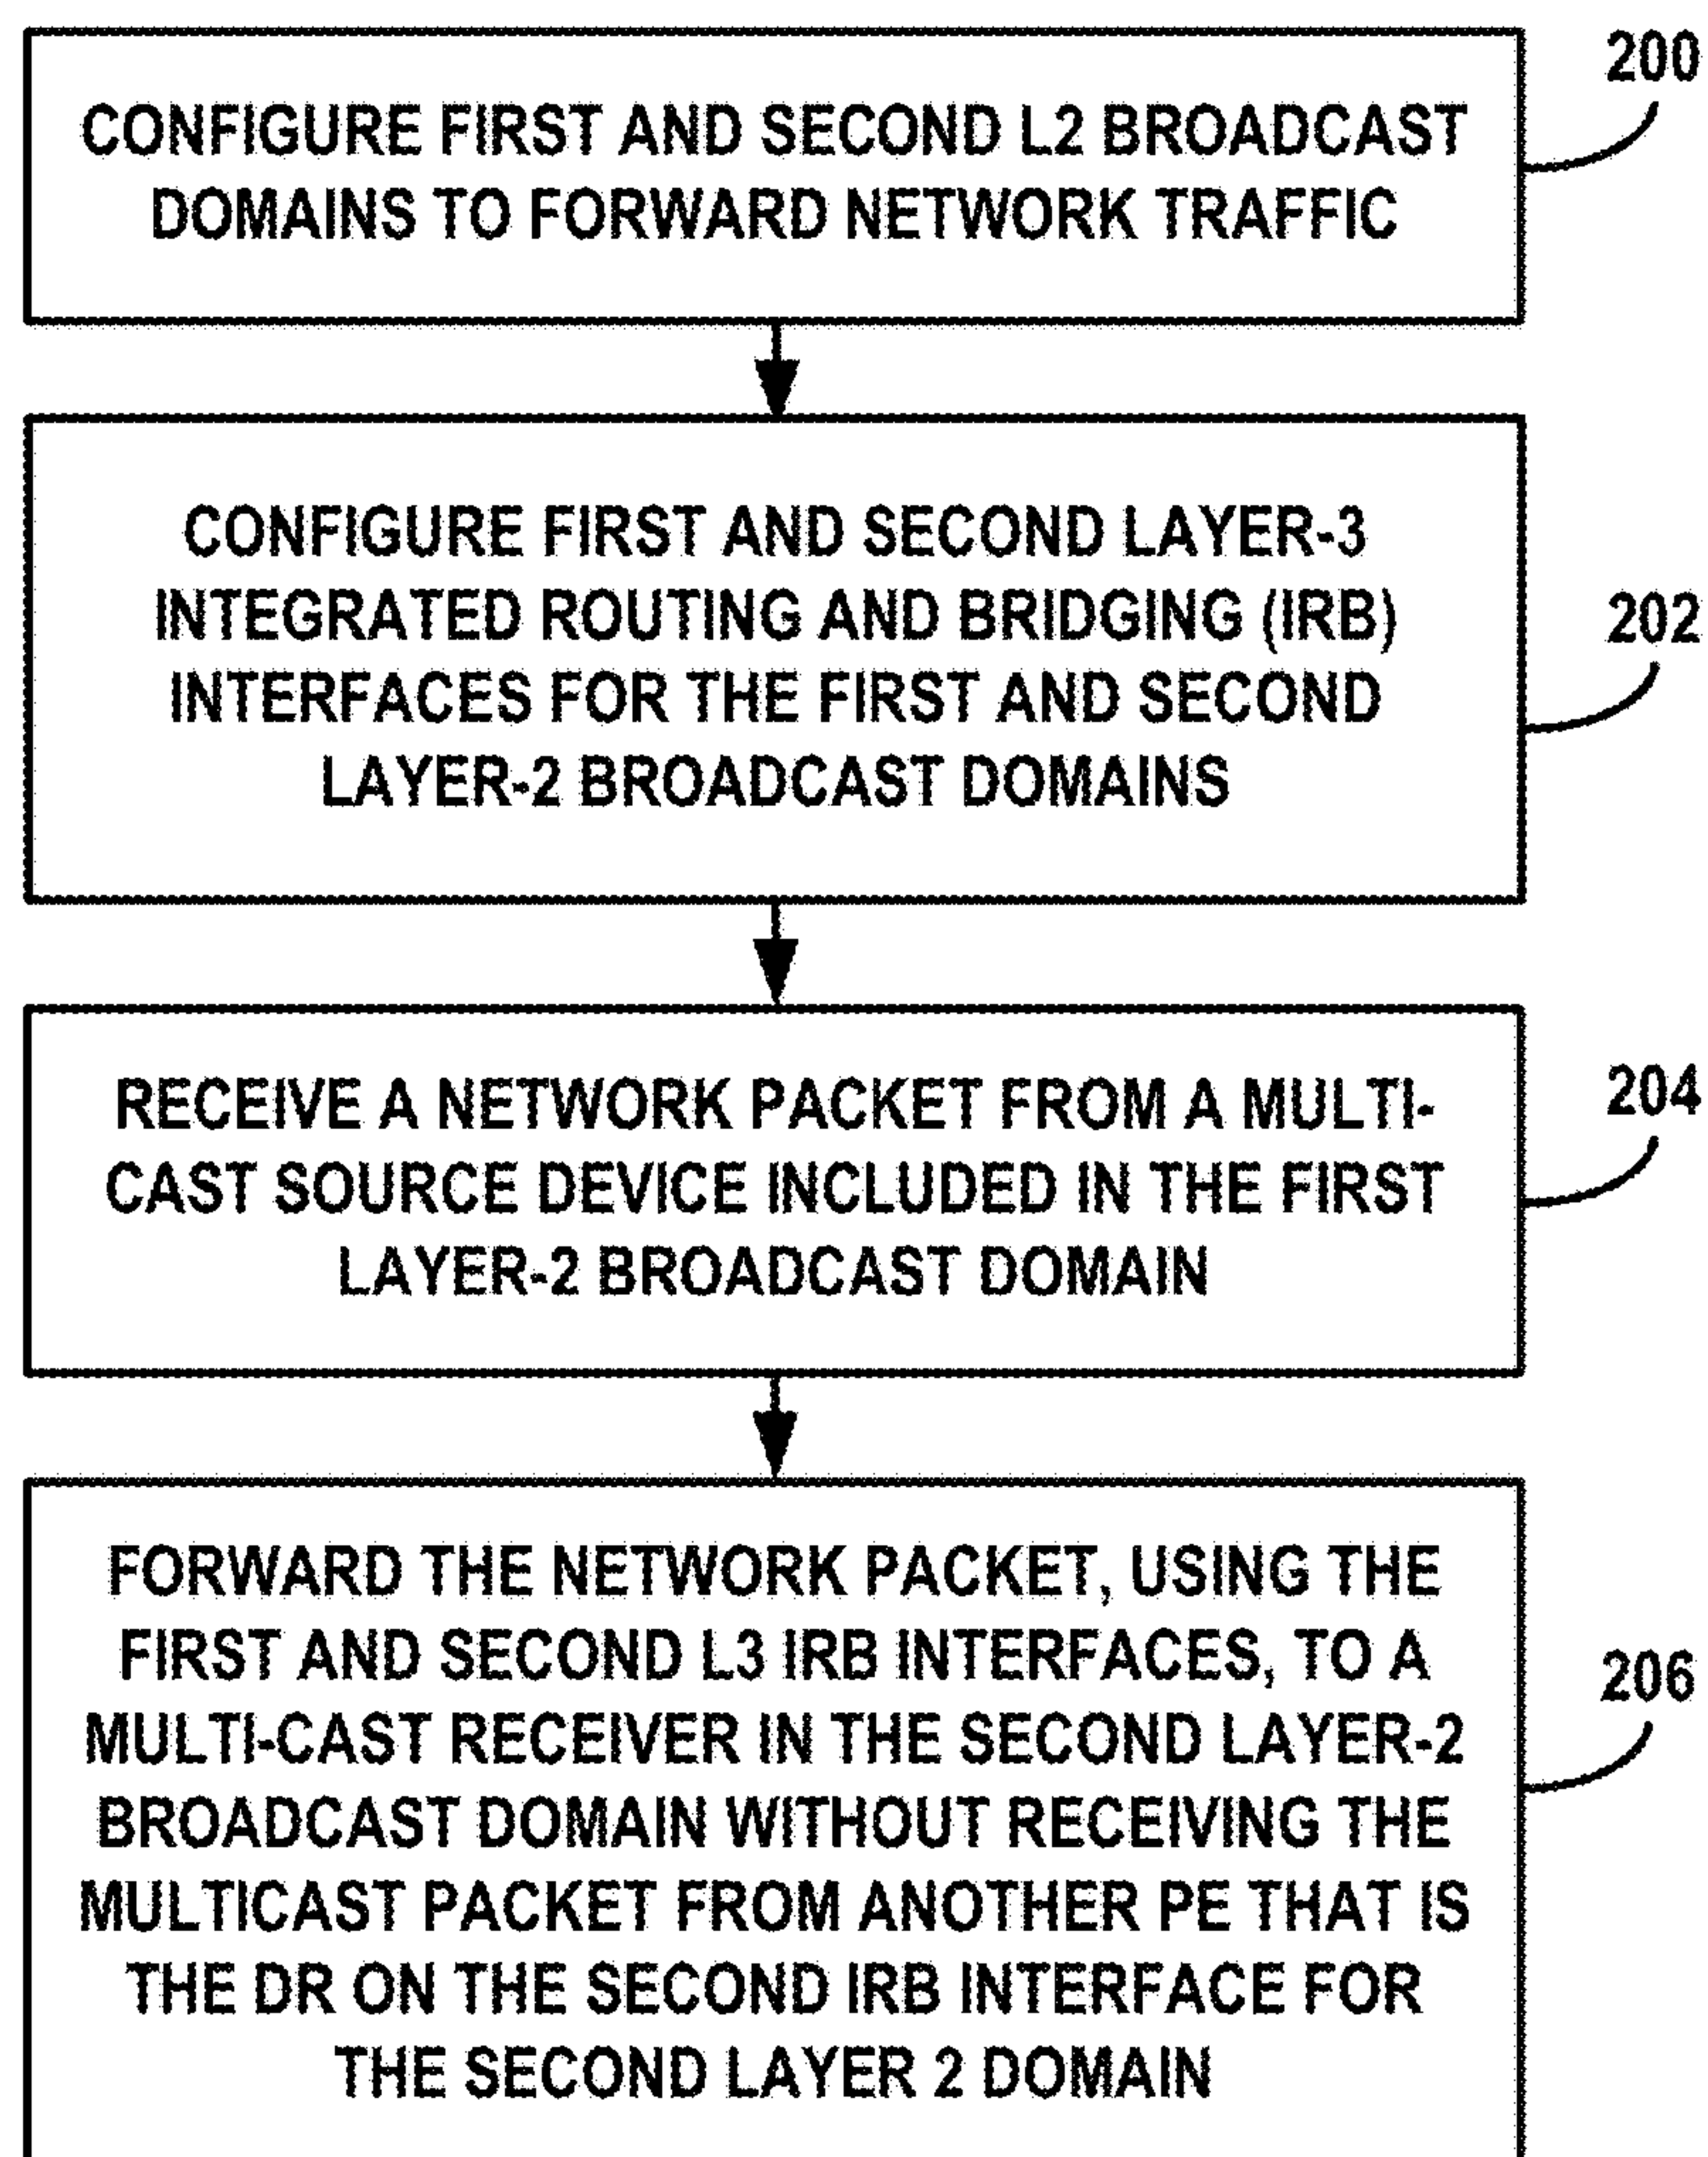 200
CONFIGURE FIRST AND SECOND L2 BROADCAST
DOMAINS TO FORWARD NETWORK TRAFFIC
CONFIGURE FIRST AND SECOND LAYER-3
INTEGRATED ROUTING AND BRIDGING (IRB)
INTERFACES FOR THE FIRST AND SECOND
LAYER-2 BROADCAST DOMAINS
202
RECEIVE A NETWORK PACKET FROM A MULTI-
CAST SOURCE DEVICE INCLUDED IN THE FIRST
LAYER-2 BROADCAST DOMAIN
204
FORWARD THE NETWORK PACKET, USING THE
FIRST AND SECOND L3 IRB INTERFACES, TO A
MULTI-CAST RECEIVER IN THE SECOND LAYER-2
BROADCAST DOMAIN WITHOUT RECEIVING THE
MULTICAST PACKET FROM ANOTHER PE THAT IS
THE DR ON THE SECOND IRB INTERFACE FOR
THE SECOND LAYER 2 DOMAIN
206